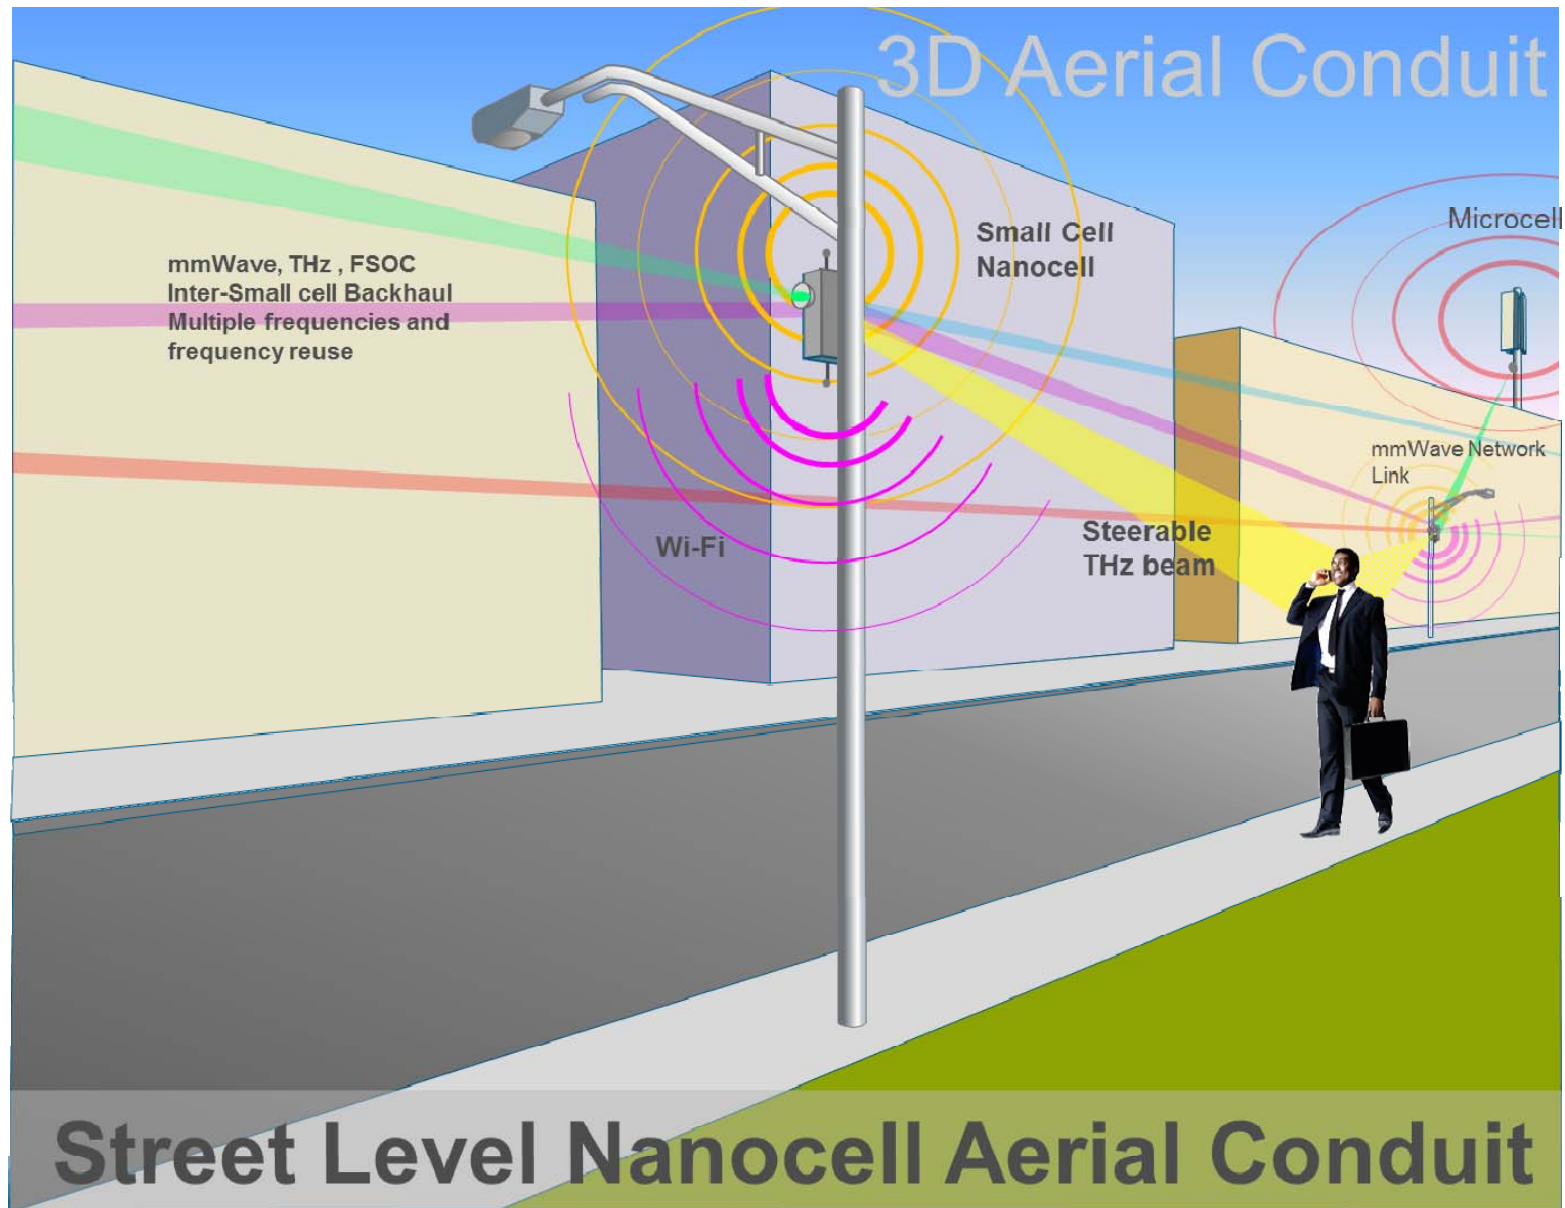 3D Aerial Conduit
Microcell
Small Cell
Nanocell
mmWave, THz , FSOC
Inter-Small cell Backhaul
Multiple frequencies and
frequency reuse
mmWave Network
Link
Wi-Fi
Steerable
THz beam
Street Level Nanocell Aerial Conduit